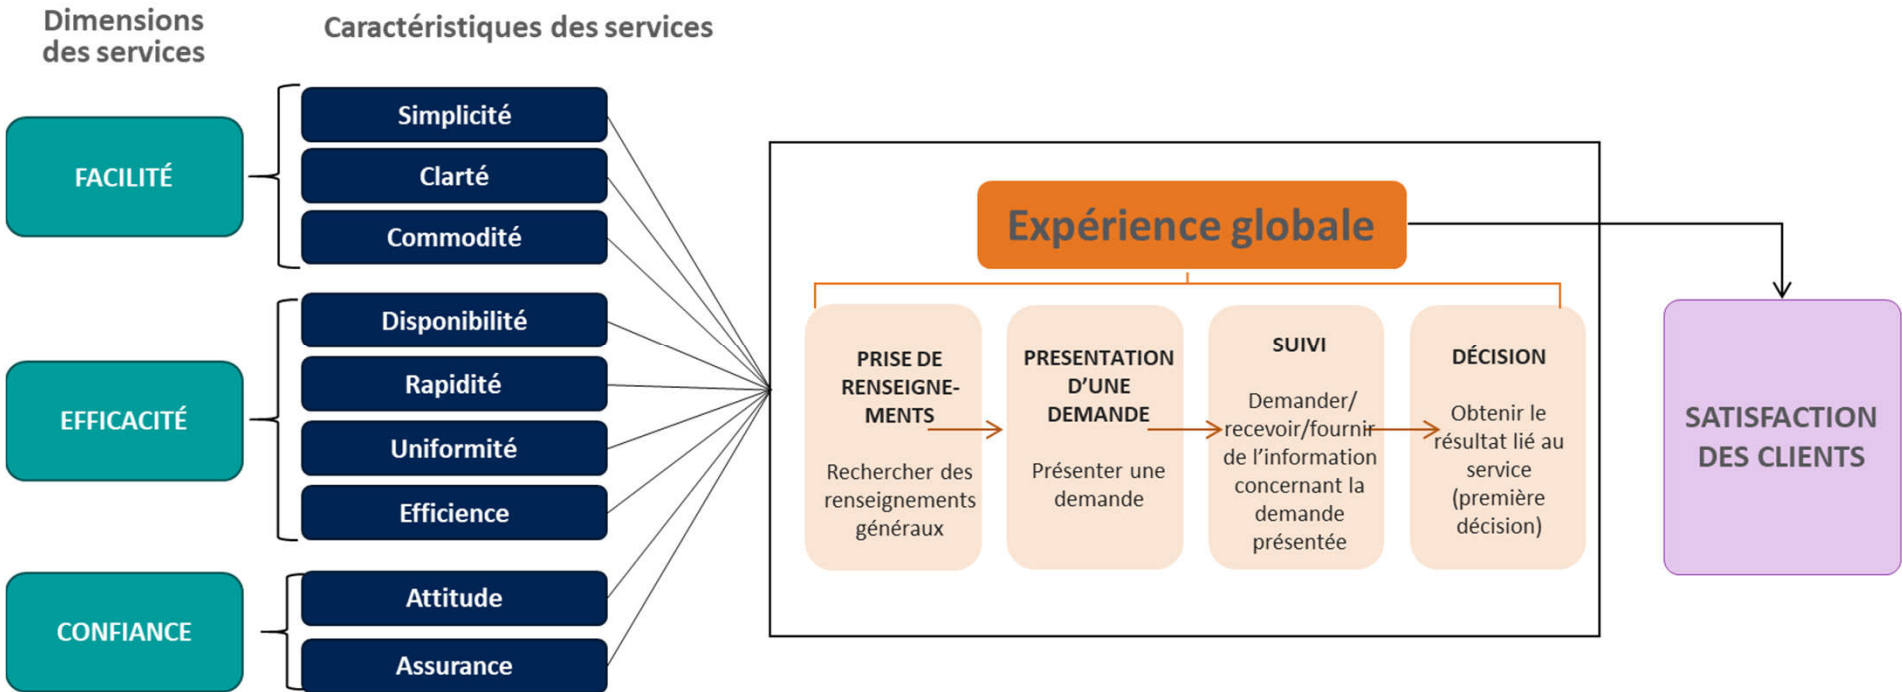 Dimensions
des services
Caractéristiques des services
FACILITÉ
Simplicité
Clarté
Commodité
EFFICACITÉ
Disponibilité
Rapidité
Uniformité
Efficience
CONFIANCE
Attitude
Assurance
Expérience globale
PRISE DE
RENSEIGNE-
MENTS
Rechercher des
renseignements
généraux
PRESENTATION
D’UNE
DEMANDE
Présenter une
demande
SUIVI
Demander/
recevoir/fournir
de l’information
concernant la
demande
présentée
DÉCISION
Obtenir le
résultat lié au
service
(première
décision)
SATISFACTION
DES CLIENTS